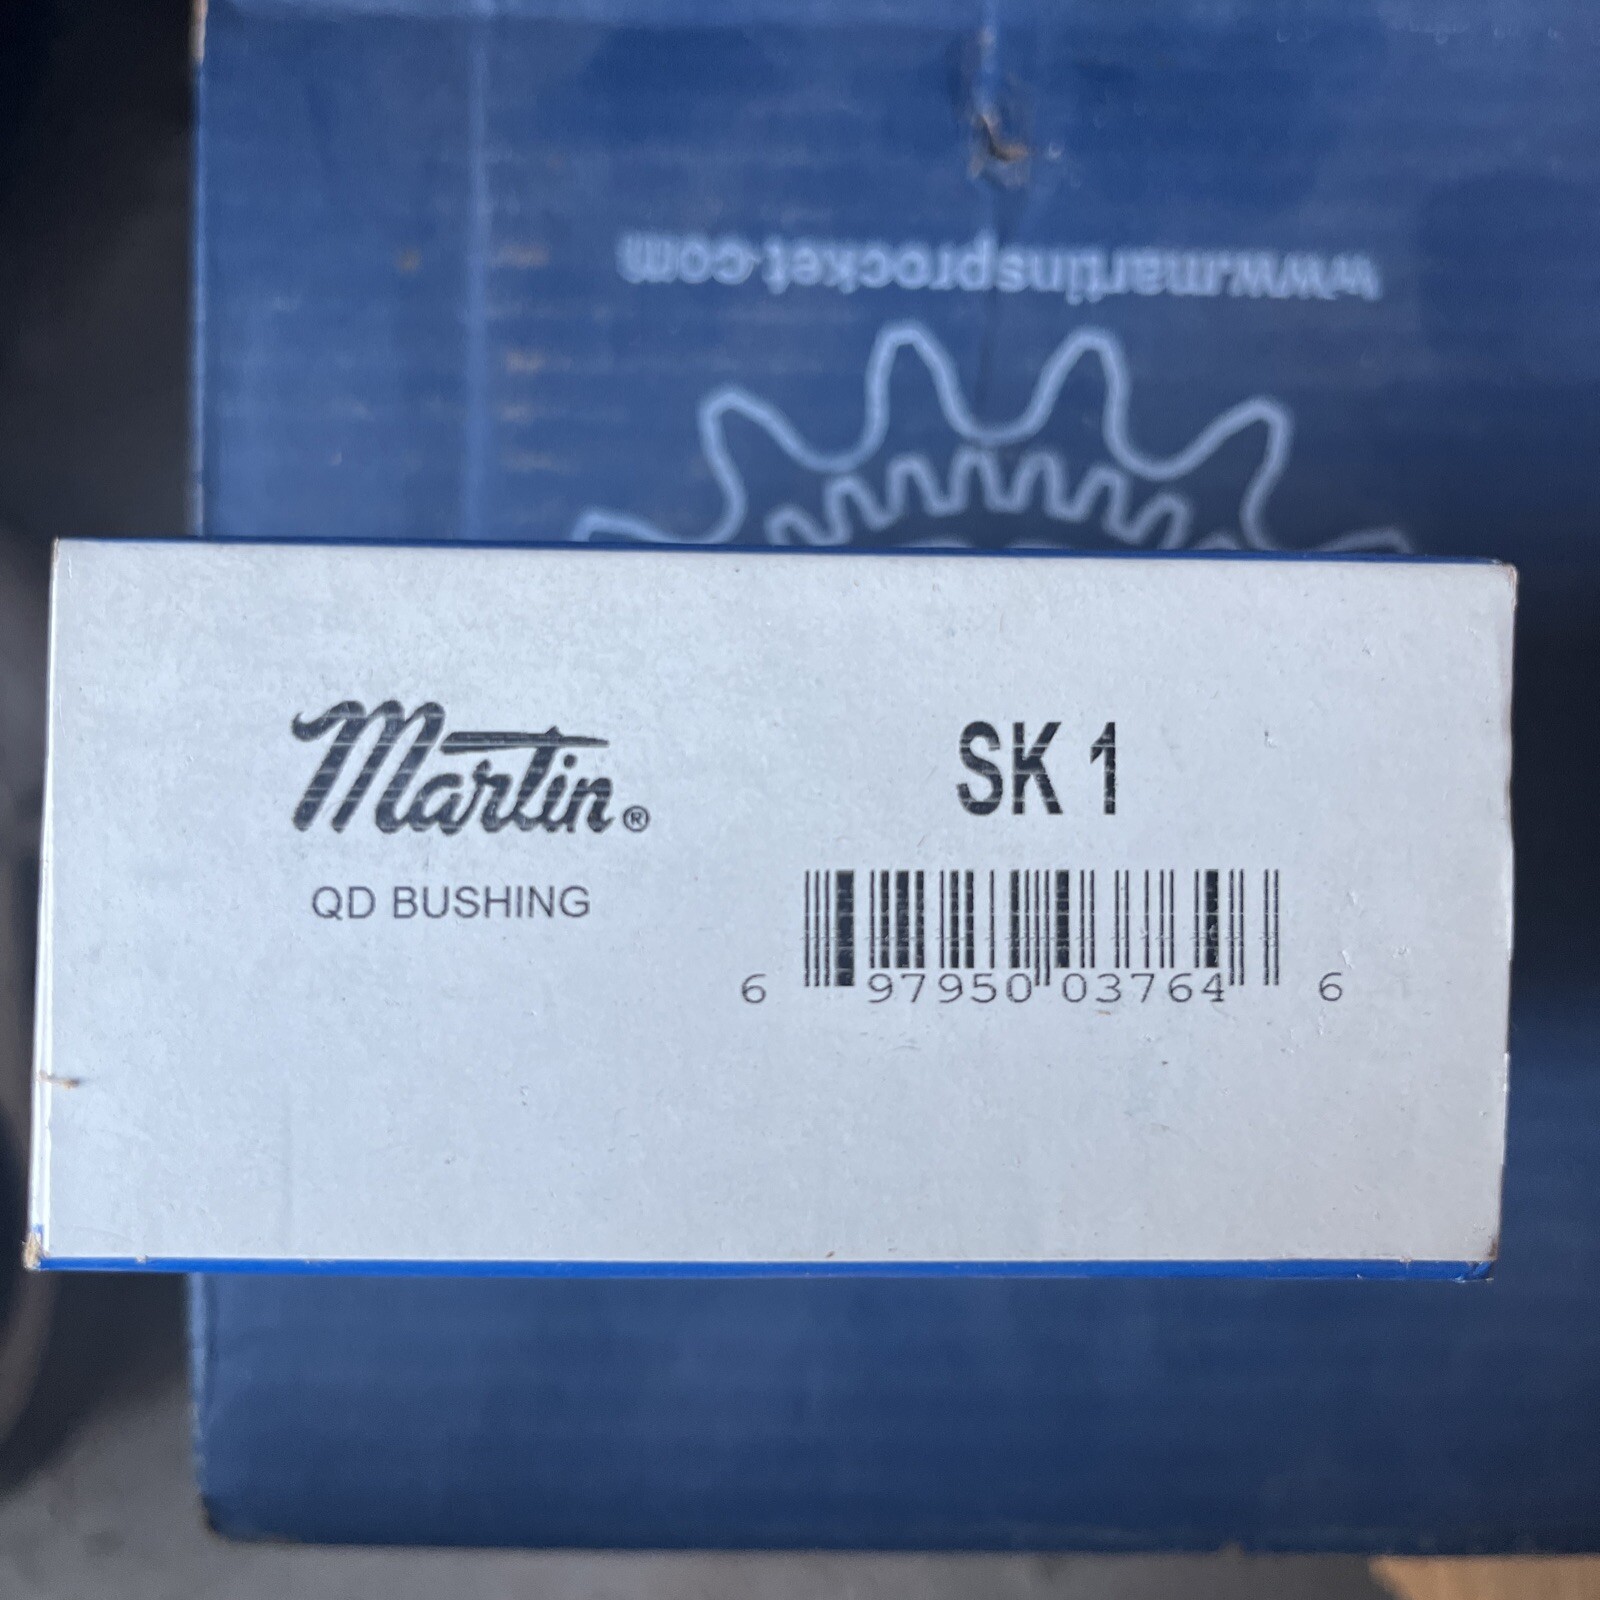 www.martinsprocket.com
Martin®
QD BUSHING
SK 1
6 97950 03764 6